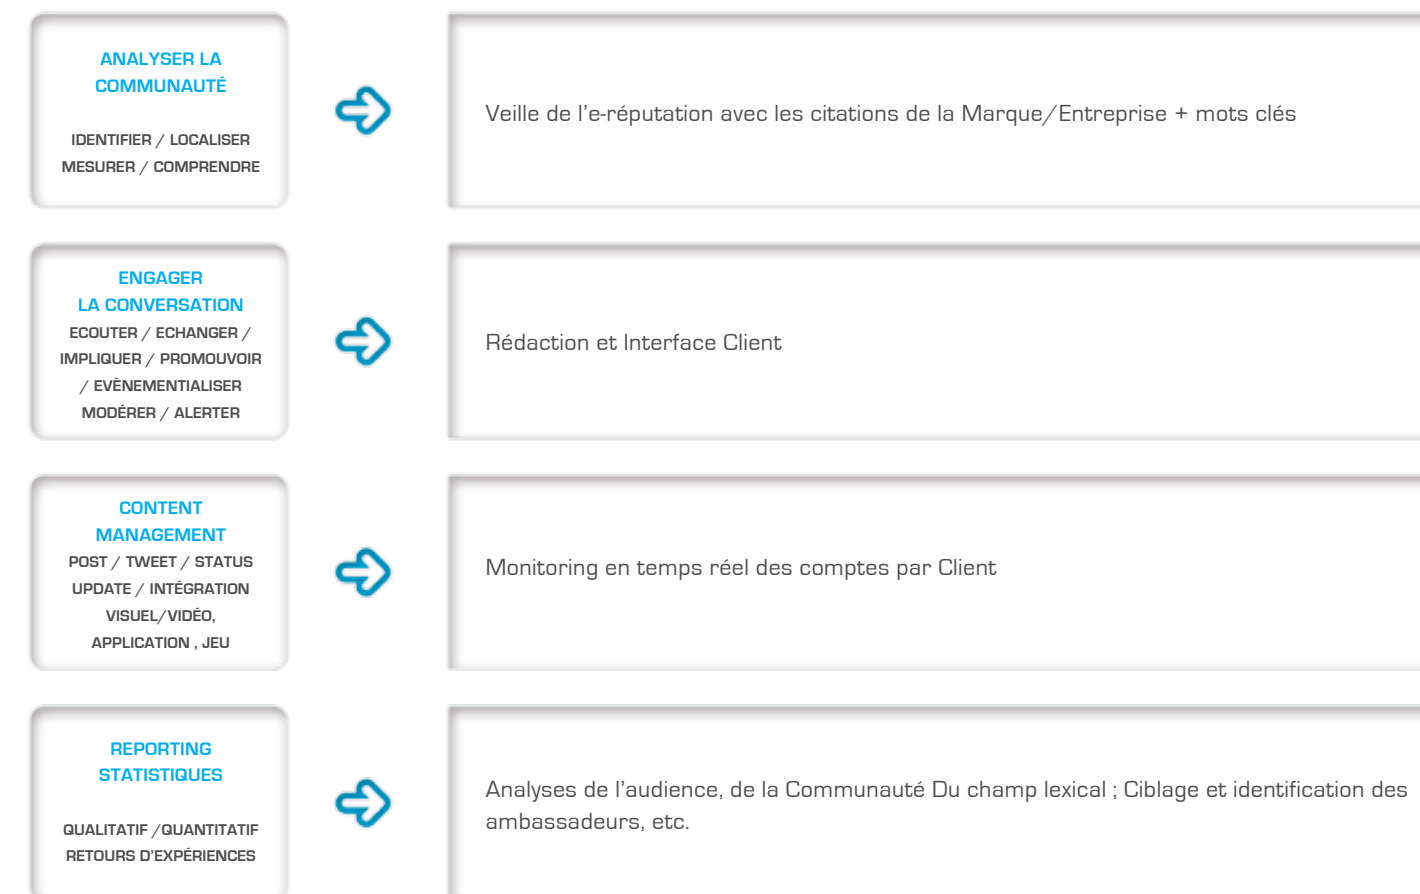 ANALYSER LA
COMMUNAUTÉ
IDENTIFIER / LOCALISER
MESURER / COMPRENDRE
Veille de l’e-réputation avec les citations de la Marque/Entreprise + mots clés
ENGAGER
LA CONVERSATION
ECOUTER / ECHANGER /
IMPLIQUER / PROMOUVOIR
/ EVÈNEMENTIALISER
MODÉRER / ALERTER
Rédaction et Interface Client
CONTENT
MANAGEMENT
POST / TWEET / STATUS
UPDATE / INTÉGRATION
VISUEL/VIDÉO,
APPLICATION , JEU
Monitoring en temps réel des comptes par Client
REPORTING
STATISTIQUES
QUALITATIF /QUANTITATIF
RETOURS D’EXPÉRIENCES
Analyses de l’audience, de la Communauté Du champ lexical ; Ciblage et identification des
ambassadeurs, etc.